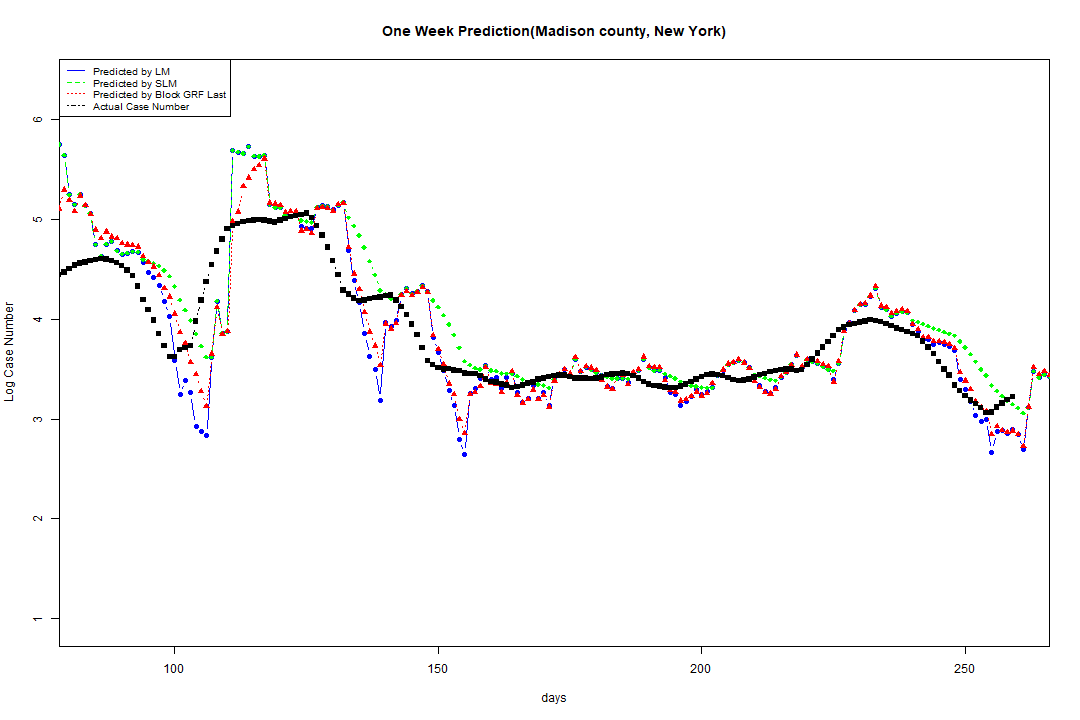 One Week Prediction(Madison county, New York)
Predicted by LM
Predicted by SLM
Predicted by Block GRF Last
Actual Case Number
Log Case Number
6
5
4
3
2
1
100 150 200 250
days